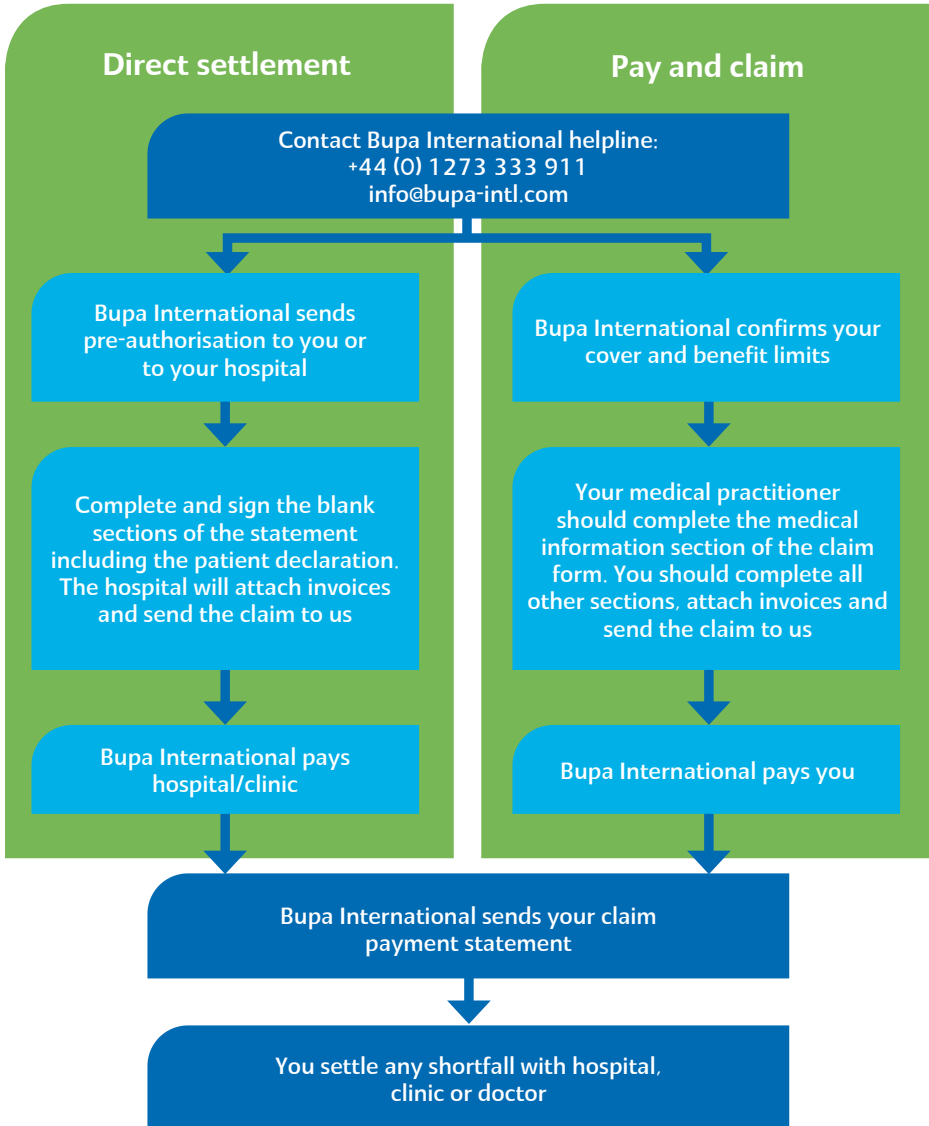 Direct settlement
Pay and claim
Contact Bupa International helpline:
+44 (0) 1273 333 911
info@bupa-intl.com
Bupa International sends
pre-authorisation to you or
to your hospital
Bupa International confirms your
cover and benefit limits
Complete and sign the blank
sections of the statement
including the patient declaration.
The hospital will attach invoices
and send the claim to us
Your medical practitioner
should complete the medical
information section of the claim
form. You should complete all
other sections, attach invoices and
send the claim to us
Bupa International pays
hospital/clinic
Bupa International pays you
Bupa International sends your claim
payment statement
You settle any shortfall with hospital,
clinic or doctor